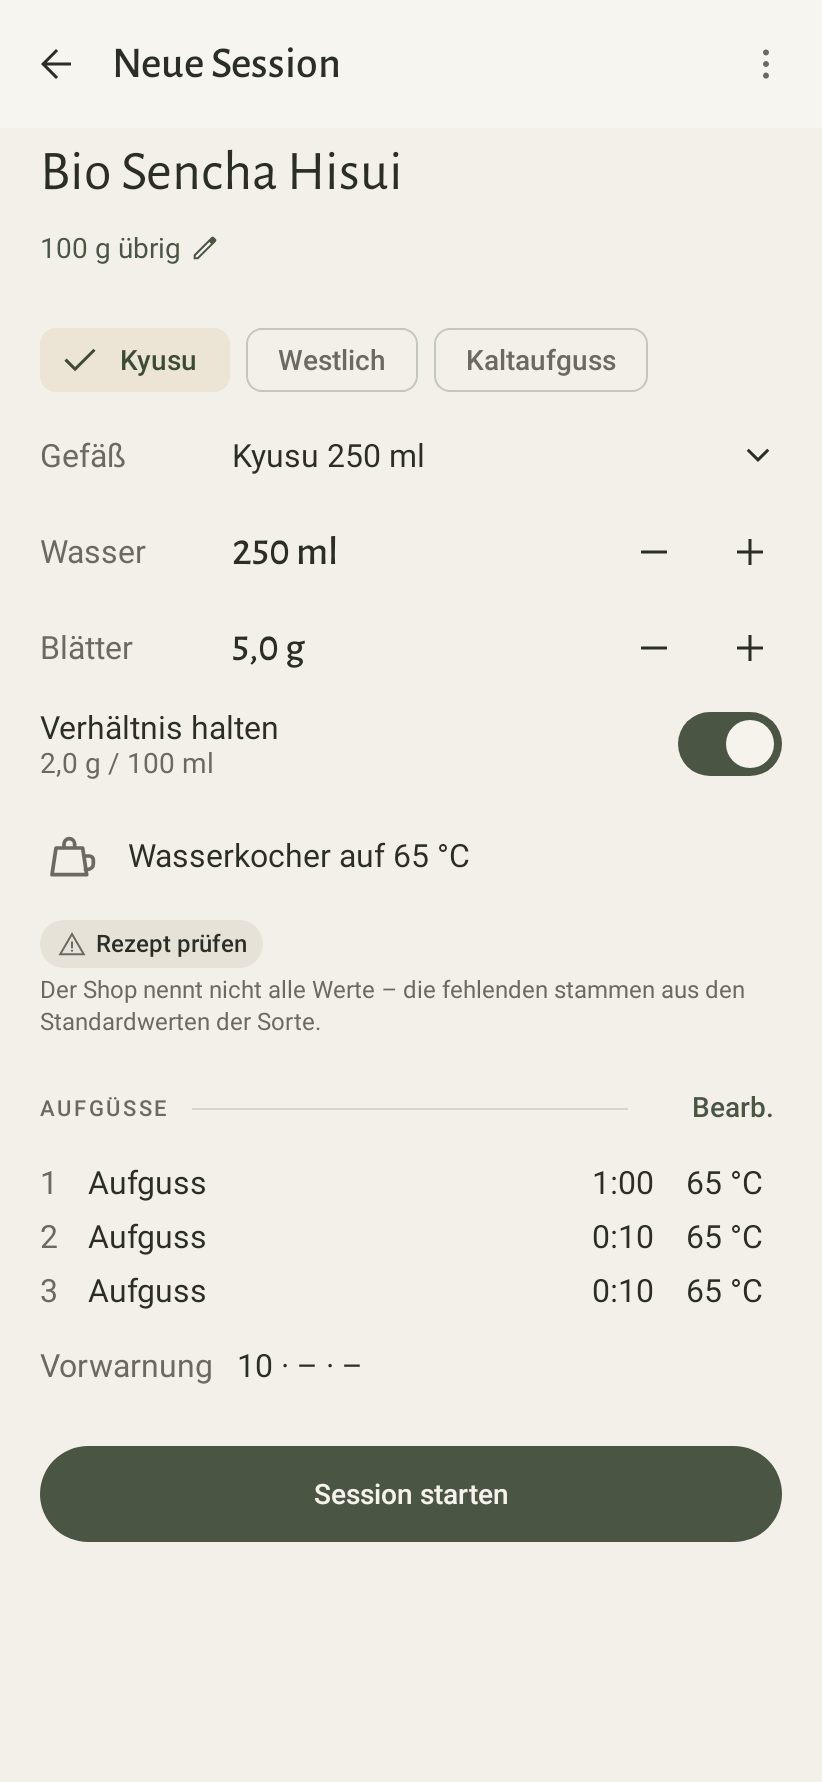 Neue Session
Bio Sencha Hisui
100 g übrig
Kyusu Westlich Kaltaufguss
Gefäß Kyusu 250 ml
Wasser 250 ml − +
Blätter 5,0 g − +
Verhältnis halten
2,0 g / 100 ml
Wasserkocher auf 65 °C
Rezept prüfen
Der Shop nennt nicht alle Werte – die fehlenden stammen aus den
Standardwerten der Sorte.
AUFGÜSSE Bearb.
1 Aufguss 1:00 65 °C
2 Aufguss 0:10 65 °C
3 Aufguss 0:10 65 °C
Vorwarnung 10 · – · –
Session starten